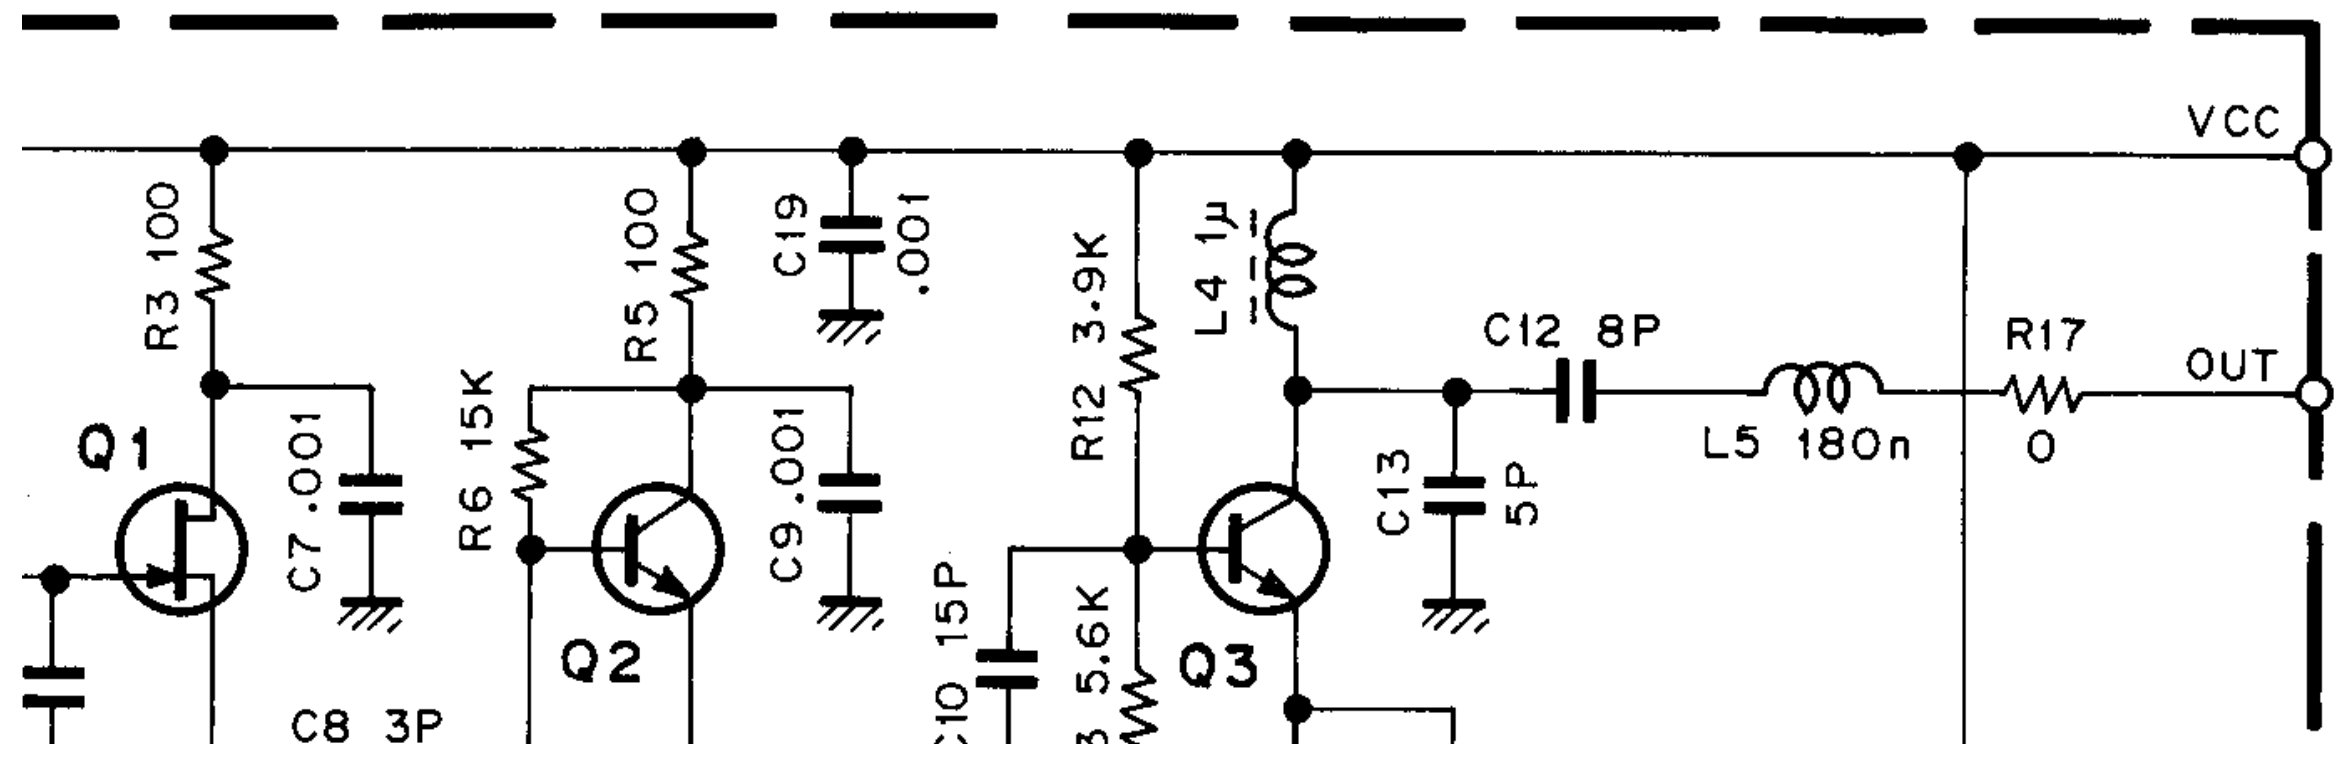 VCC
R3 100
R5 100
C19
.001
R12 3.9K
L4 1μ
C12 8P
R17
OUT
L5 180n
0
Q1
C7 .001
R6 15K
C9 .001
C13
5P
Q2
C10 15P
3 5.6K
Q3
C8 3P